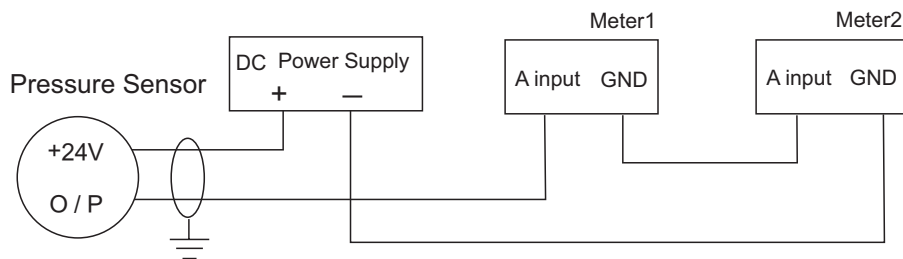 Meter1
Meter2
DC Power Supply
+ —
A input GND
A input GND
Pressure Sensor
+24V
O / P